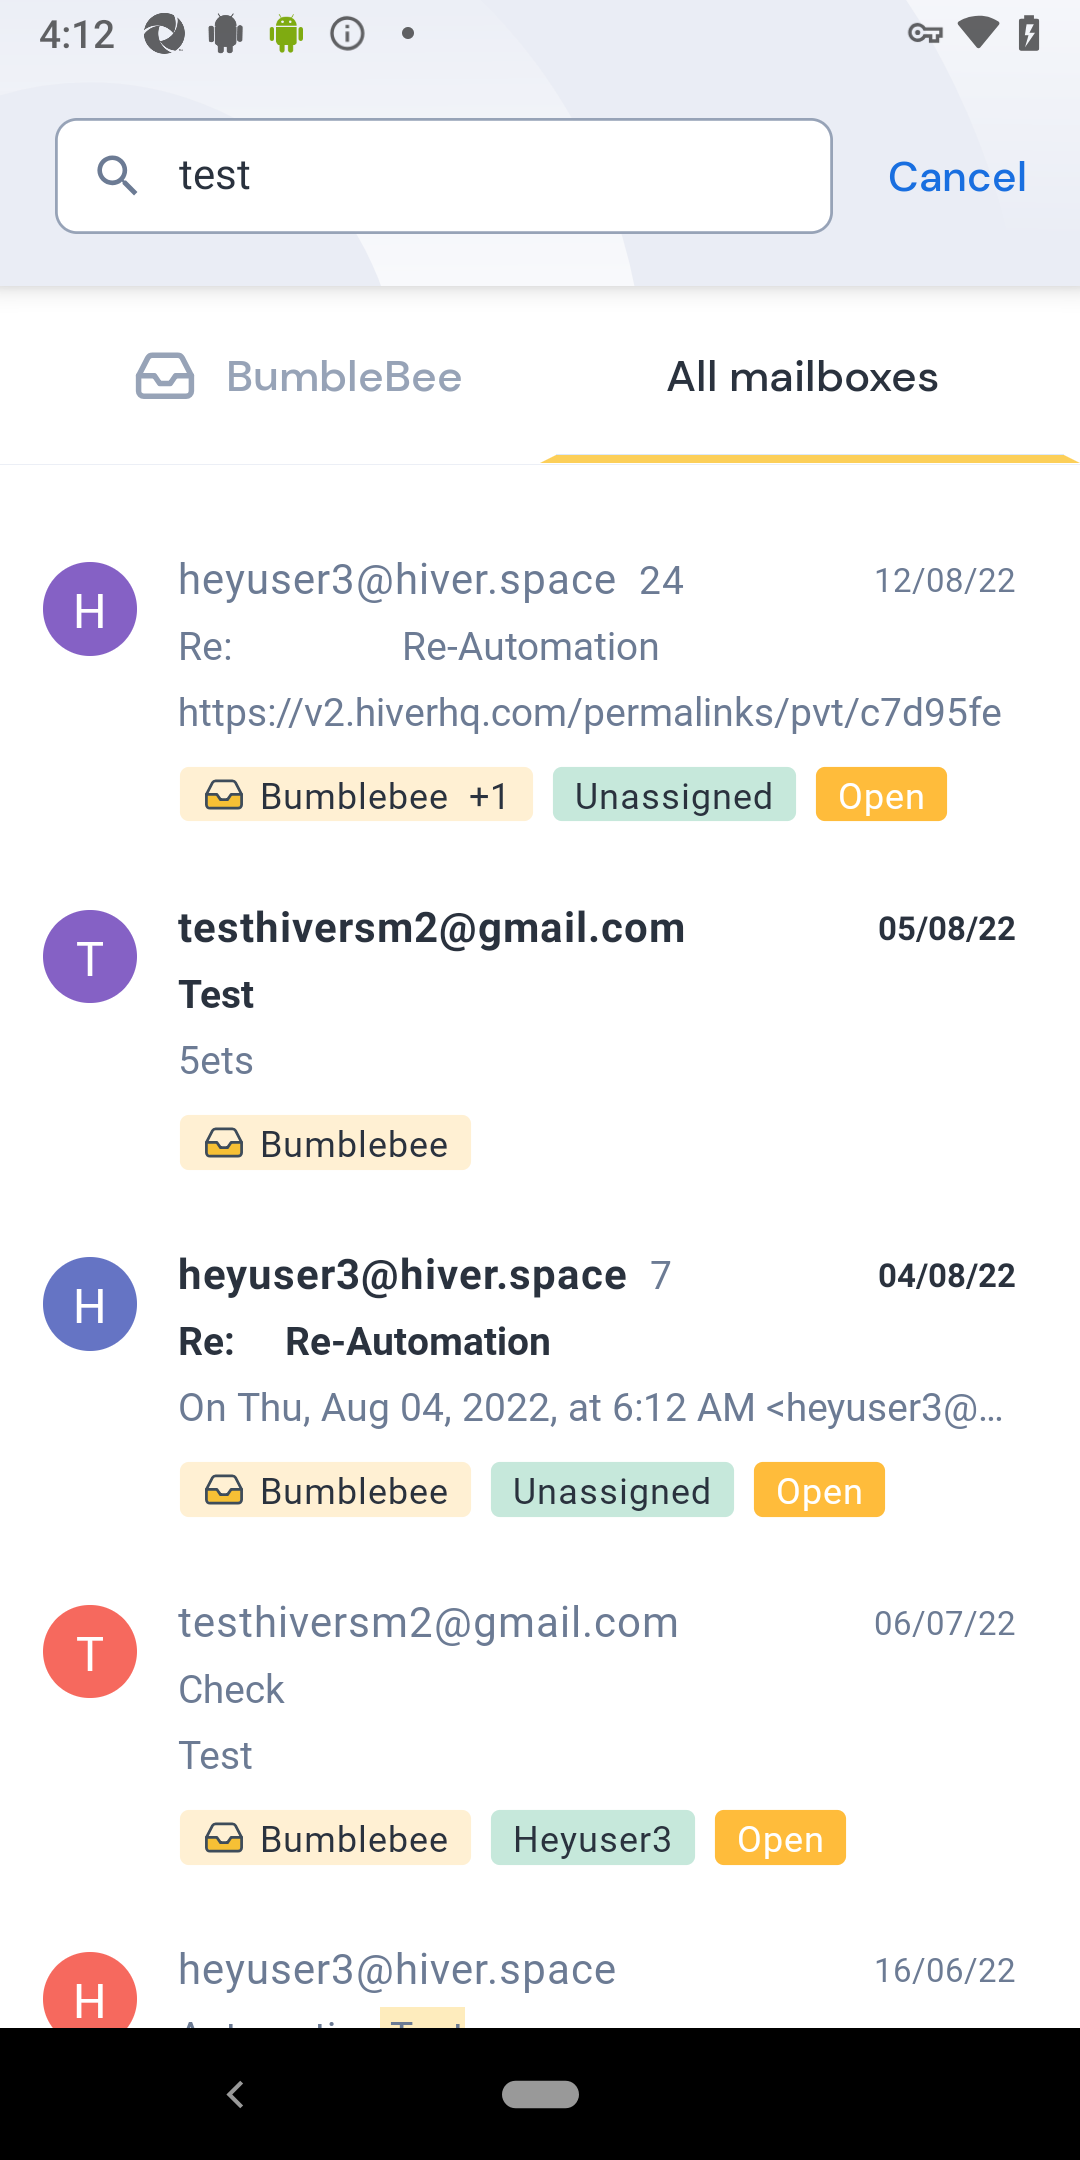 4:12
test
Cancel
BumbleBee
All mailboxes
H
heyuser3@hiver.space 24
12/08/22
Re: Re-Automation
https://v2.hiverhq.com/permalinks/pvt/c7d95fe
Bumblebee +1
Unassigned
Open
T
testhiversm2@gmail.com
05/08/22
Test
5ets
Bumblebee
H
heyuser3@hiver.space 7
04/08/22
Re: Re-Automation
On Thu, Aug 04, 2022, at 6:12 AM <heyuser3@...
Bumblebee
Unassigned
Open
T
testhiversm2@gmail.com
06/07/22
Check
Test
Bumblebee
Heyuser3
Open
H
heyuser3@hiver.space
16/06/22